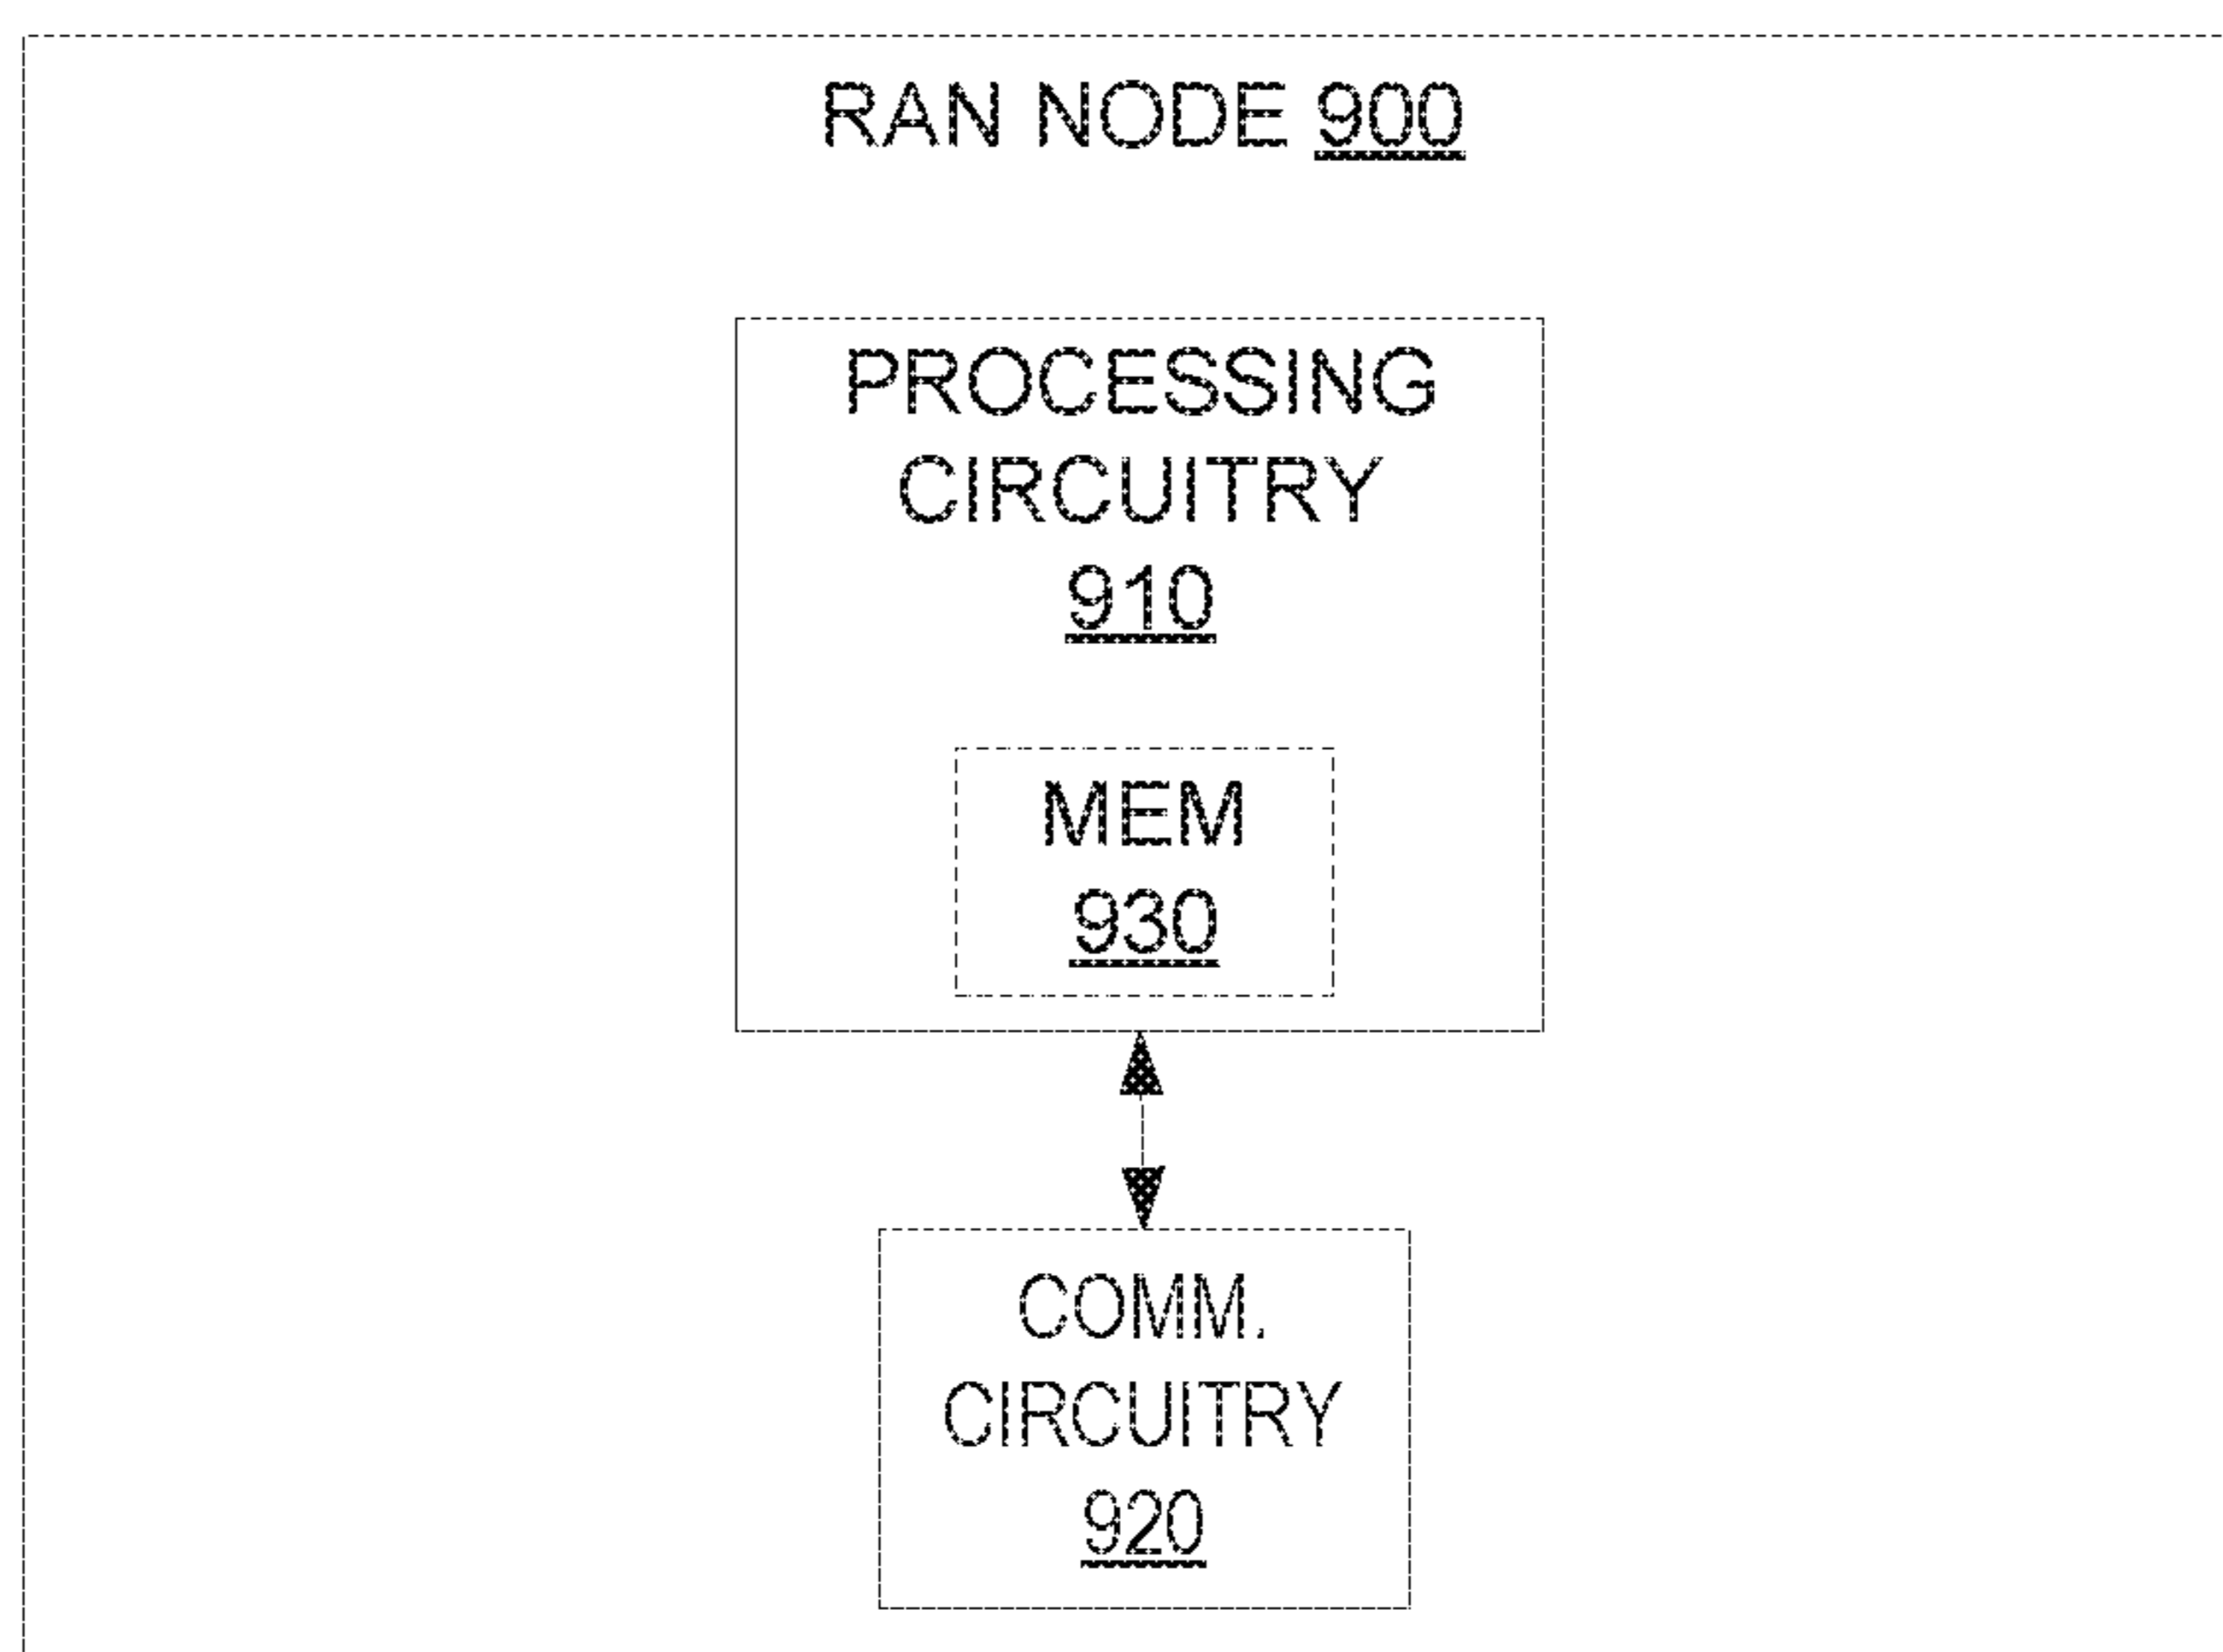 RAN NODE 900
PROCESSING
CIRCUITRY
910
MEM
930
COMM.
CIRCUITRY
920